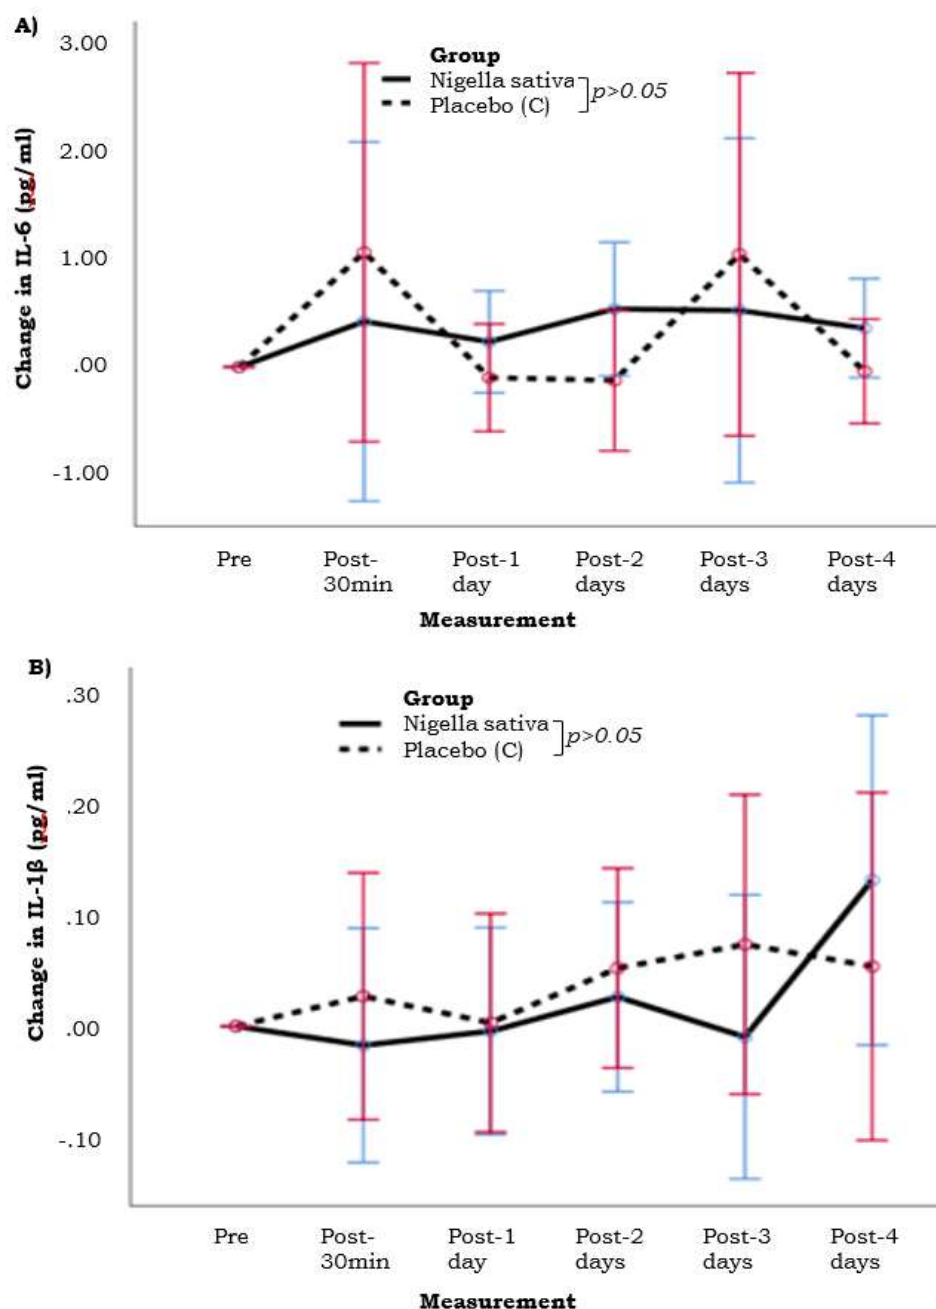 A)
3.00
2.00
1.00
.00
-1.00
Change in IL-6 (pg/ml)
Group
Nigella sativa
Placebo (C)
p>0.05
Pre
Post-
30min
Post-1
day
Post-2
days
Post-3
days
Post-4
days
Measurement
B)
.30
.20
.10
.00
-.10
Change in IL-1β (pg/ml)
Group
Nigella sativa
Placebo (C)
p>0.05
Pre
Post-
30min
Post-1
day
Post-2
days
Post-3
days
Post-4
days
Measurement